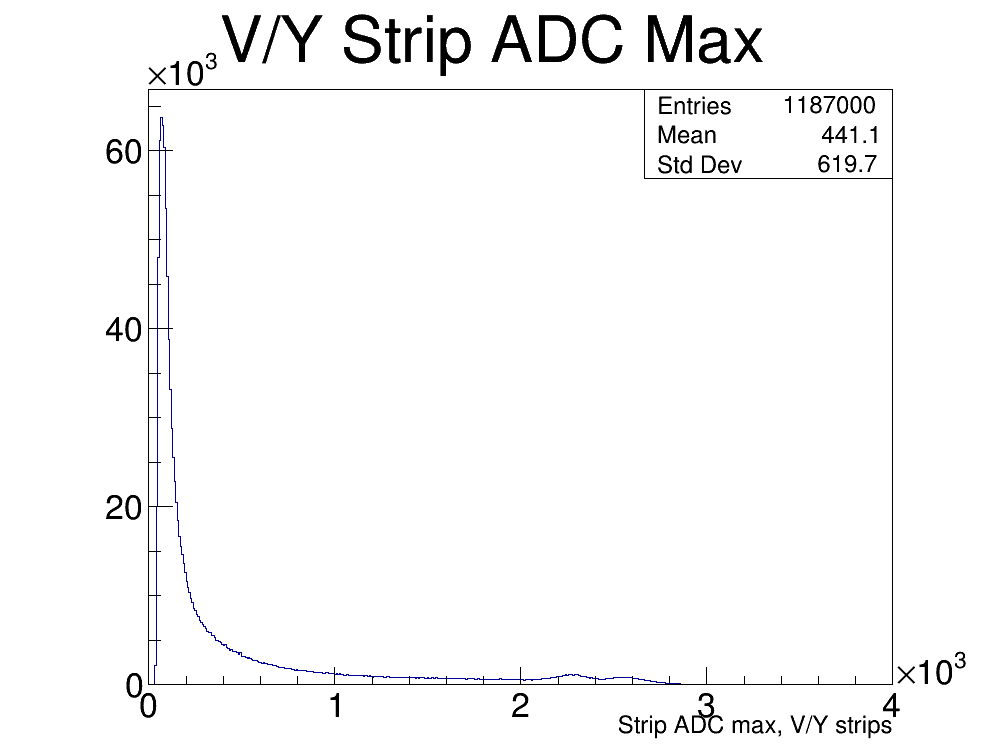 V/Y Strip ADC Max
×10³
Entries 1187000
Mean 441.1
Std Dev 619.7
60
40
20
0
0 1 2 3 4
×10³
Strip ADC max, V/Y strips